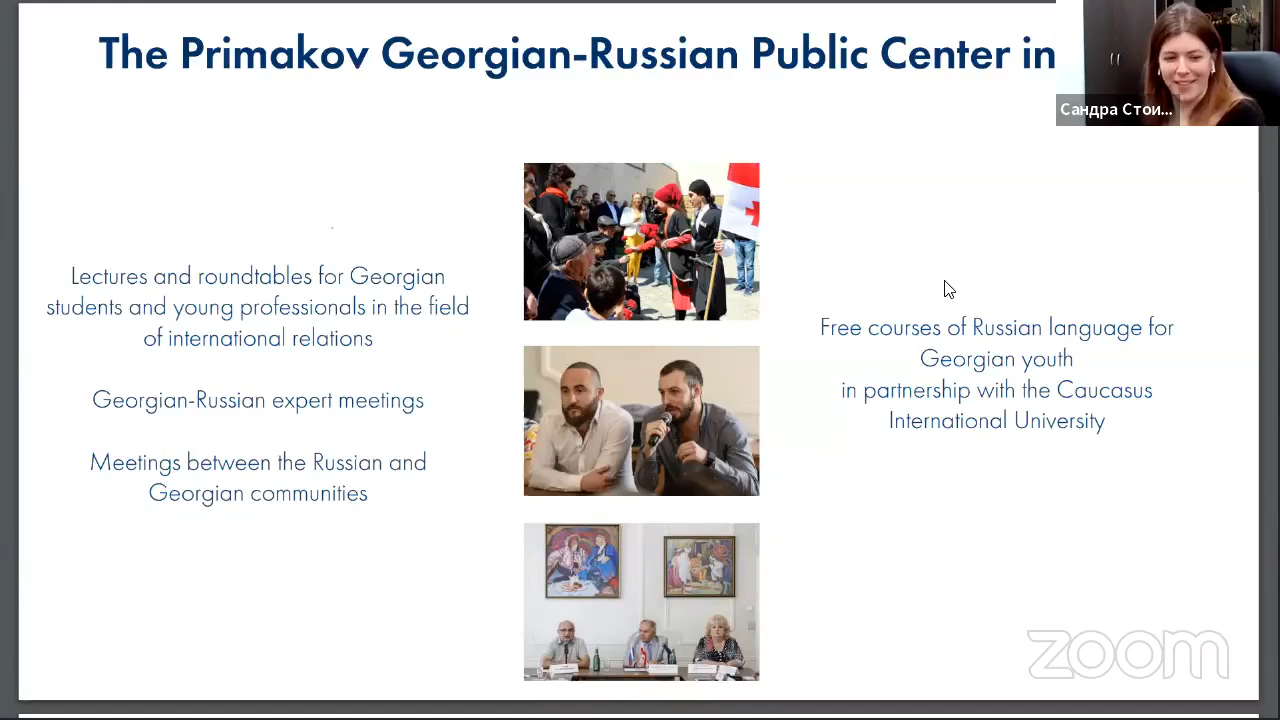 The Primakov Georgian-Russian Public Center in
Сандра Стои...
Lectures and roundtables for Georgian
students and young professionals in the field
of international relations
Georgian-Russian expert meetings
Meetings between the Russian and
Georgian communities
Free courses of Russian language for
Georgian youth
in partnership with the Caucasus
International University
zoom